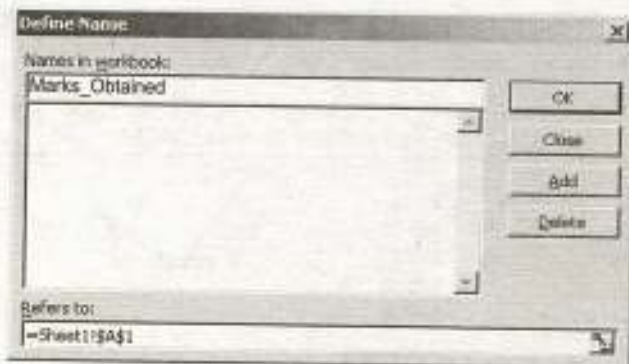 Define Name
Names in workbook:
Marks_Obtained
OK
Close
Add
Delete
Refers to:
=Sheet1!$A$1